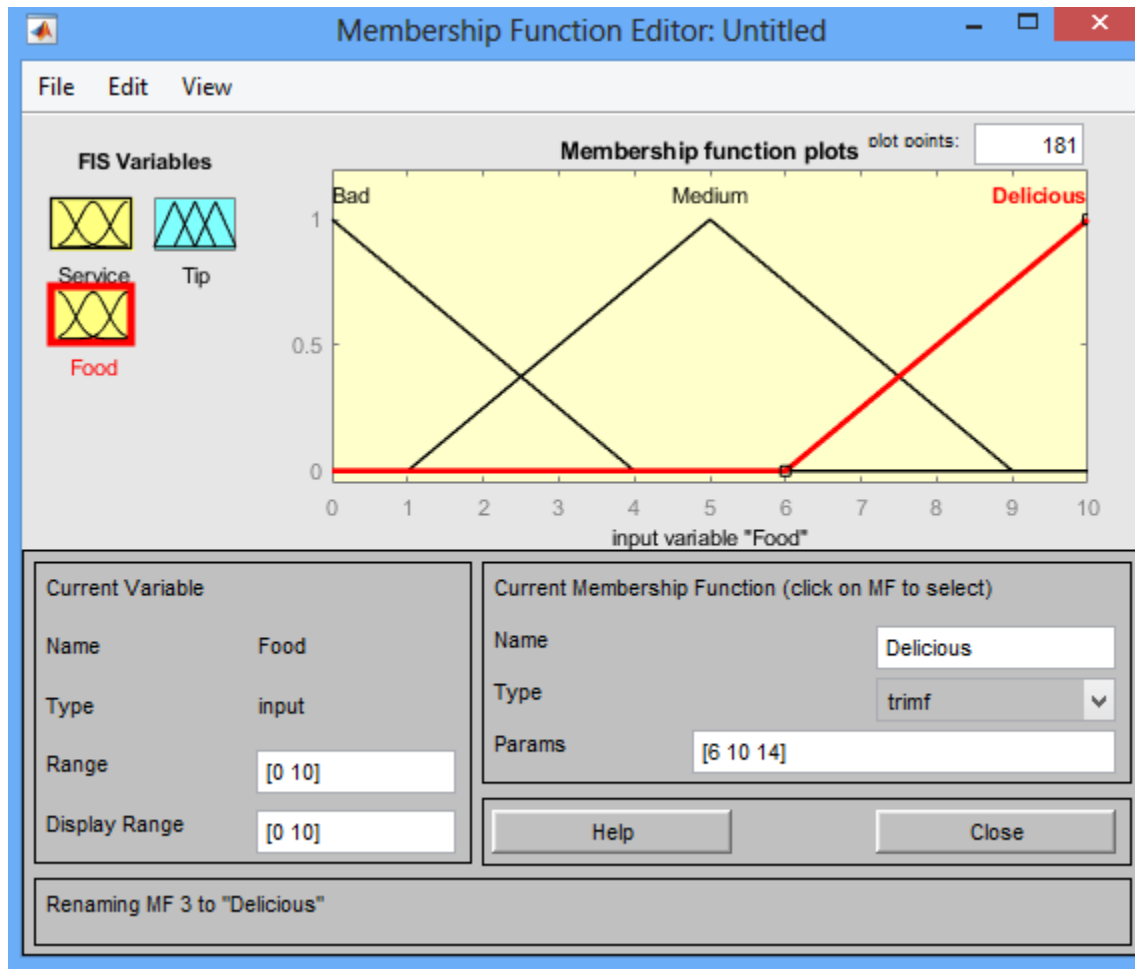 Membership Function Editor: Untitled
File Edit View
FIS Variables
Service
Tip
Food
Membership function plots
plot points:
181
Bad
Medium
Delicious
1
0.5
0
0 1 2 3 4 5 6 7 8 9 10
input variable "Food"
Current Variable
Name Food
Type input
Range [0 10]
Display Range [0 10]
Current Membership Function (click on MF to select)
Name Delicious
Type trimf
Params [6 10 14]
Help
Close
Renaming MF 3 to "Delicious"